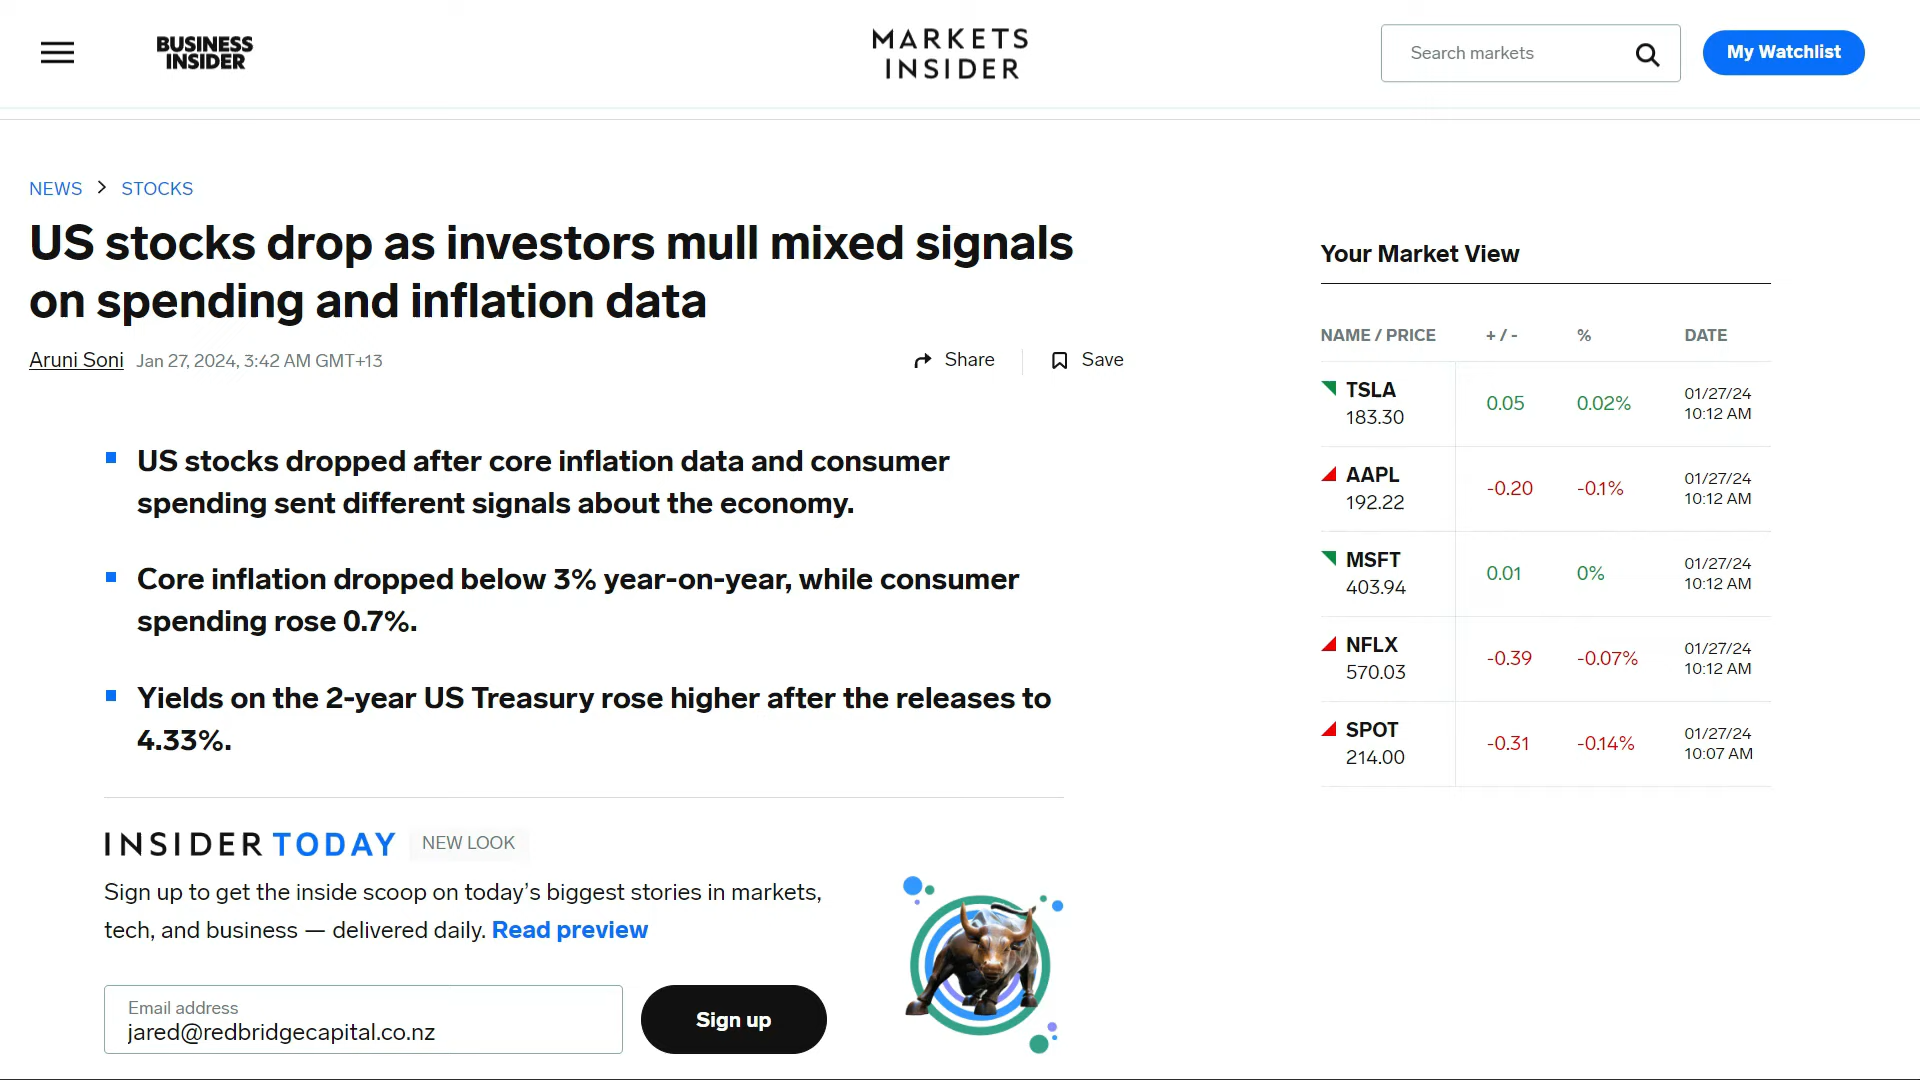 BUSINESS
INSIDER
MARKETS
INSIDER
Search markets
My Watchlist
NEWS > STOCKS
US stocks drop as investors mull mixed signals
on spending and inflation data
Aruni Soni Jan 27, 2024, 3:42 AM GMT+13
Share
Save
US stocks dropped after core inflation data and consumer
spending sent different signals about the economy.
Core inflation dropped below 3% year-on-year, while consumer
spending rose 0.7%.
Yields on the 2-year US Treasury rose higher after the releases to
4.33%.
INSIDER TODAY NEW LOOK
Sign up to get the inside scoop on today’s biggest stories in markets,
tech, and business — delivered daily. Read preview
Email address
jared@redbridgecapital.co.nz
Sign up
Your Market View
NAME / PRICE + / - % DATE
TSLA
183.30
0.05
0.02%
01/27/24
10:12 AM
AAPL
192.22
-0.20
-0.1%
01/27/24
10:12 AM
MSFT
403.94
0.01
0%
01/27/24
10:12 AM
NFLX
570.03
-0.39
-0.07%
01/27/24
10:12 AM
SPOT
214.00
-0.31
-0.14%
01/27/24
10:07 AM